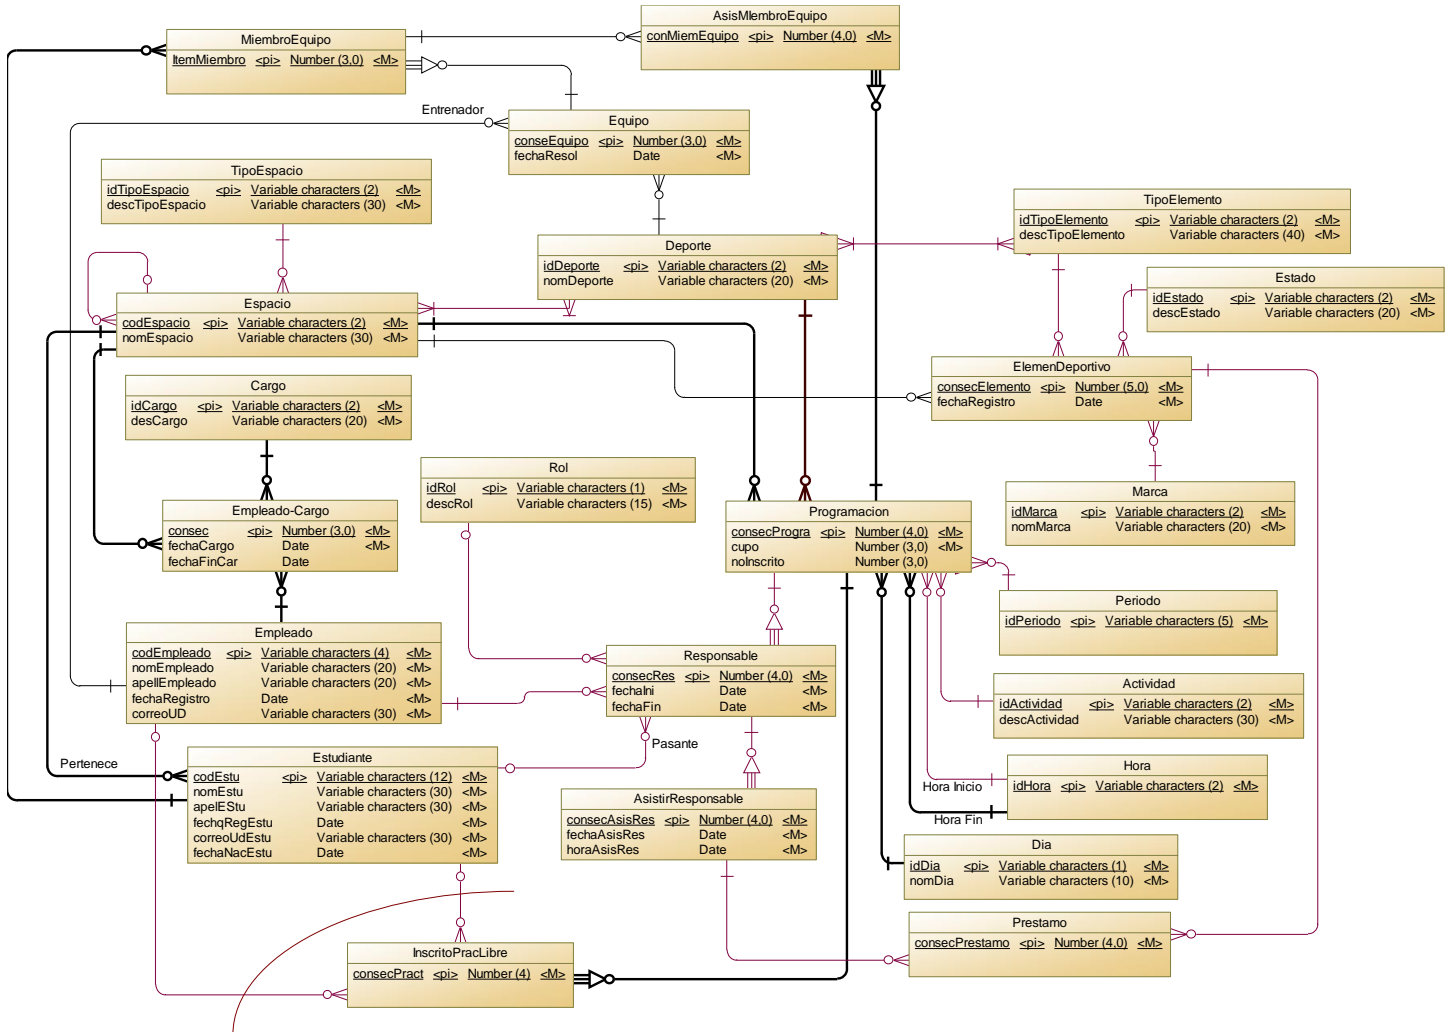 AsisMIembroEquipo
conMiemEquipo <pi> Number (4,0) <M>
MiembroEquipo
ItemMiembro <pi> Number (3,0) <M>
Entrenador
Equipo
conseEquipo <pi> Number (3,0) <M>
fechaResol Date <M>
TipoEspacio
idTipoEspacio <pi> Variable characters (2) <M>
descTipoEspacio Variable characters (30) <M>
TipoElemento
idTipoElemento <pi> Variable characters (2) <M>
descTipoElemento Variable characters (40) <M>
Deporte
idDeporte <pi> Variable characters (2) <M>
nomDeporte Variable characters (20) <M>
Estado
idEstado <pi> Variable characters (2) <M>
descEstado Variable characters (20) <M>
Espacio
codEspacio <pi> Variable characters (2) <M>
nomEspacio Variable characters (30) <M>
ElemenDeportivo
consecElemento <pi> Number (5,0) <M>
fechaRegistro Date <M>
Cargo
idCargo <pi> Variable characters (2) <M>
desCargo Variable characters (20) <M>
Rol
idRol <pi> Variable characters (1) <M>
descRol Variable characters (15) <M>
Marca
idMarca <pi> Variable characters (2) <M>
nomMarca Variable characters (20) <M>
Empleado-Cargo
consec <pi> Number (3,0) <M>
fechaCargo Date <M>
fechaFinCar Date
Programacion
consecProgra <pi> Number (4,0) <M>
cupo Number (3,0) <M>
noInscrito Number (3,0)
Periodo
idPeriodo <pi> Variable characters (5) <M>
Empleado
codEmpleado <pi> Variable characters (4) <M>
nomEmpleado Variable characters (20) <M>
apellEmpleado Variable characters (20) <M>
fechaRegistro Date <M>
correoUD Variable characters (30) <M>
Responsable
consecRes <pi> Number (4,0) <M>
fechaIni Date <M>
fechaFin Date <M>
Actividad
idActividad <pi> Variable characters (2) <M>
descActividad Variable characters (30) <M>
Pasante
Pertenece
Estudiante
codEstu <pi> Variable characters (12) <M>
nomEstu Variable characters (30) <M>
apelEStu Variable characters (30) <M>
fechqRegEstu Date <M>
correoUdEstu Variable characters (30) <M>
fechaNacEstu Date <M>
Hora
idHora <pi> Variable characters (2) <M>
Hora Inicio
Hora Fin
AsistirResponsable
consecAsisRes <pi> Number (4,0) <M>
fechaAsisRes Date <M>
horaAsisRes Date <M>
Dia
idDia <pi> Variable characters (1) <M>
nomDia Variable characters (10) <M>
Prestamo
consecPrestamo <pi> Number (4,0) <M>
InscritoPracLibre
consecPract <pi> Number (4) <M>